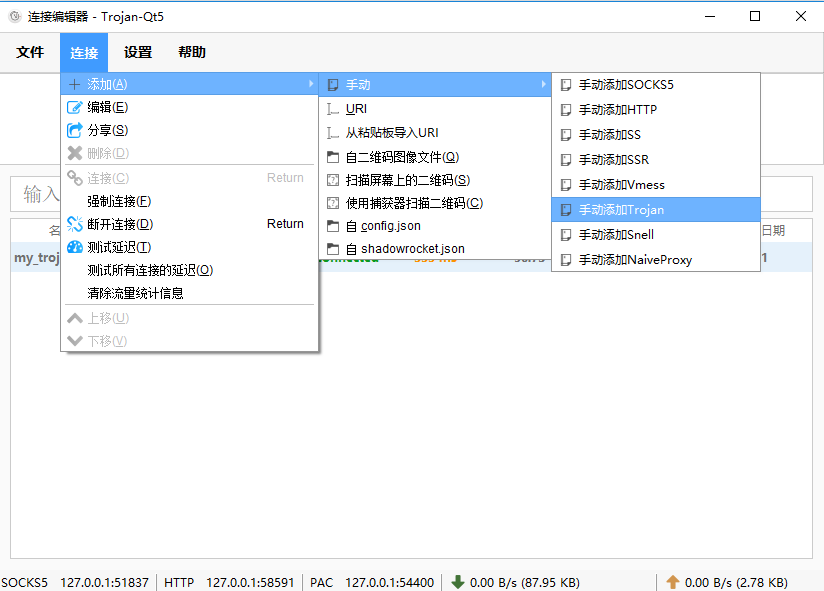 连接编辑器 - Trojan-Qt5
文件 连接 设置 帮助
添加(A)
编辑(E)
分享(S)
删除(D)
连接(C) Return
强制连接(F)
断开连接(D) Return
测试延迟(T)
测试所有连接的延迟(O)
清除流量统计信息
上移(U)
下移(V)
手动
URI
从粘贴板导入URI
自二维码图像文件(Q)
扫描屏幕上的二维码(S)
使用捕获器扫描二维码(C)
自 config.json
自 shadowrocket.json
手动添加SOCKS5
手动添加HTTP
手动添加SS
手动添加SSR
手动添加Vmess
手动添加Trojan
手动添加Snell
手动添加NaiveProxy
输入
日期
my_troj
SOCKS5 127.0.0.1:51837 HTTP 127.0.0.1:58591 PAC 127.0.0.1:54400 0.00 B/s (87.95 KB) 0.00 B/s (2.78 KB)